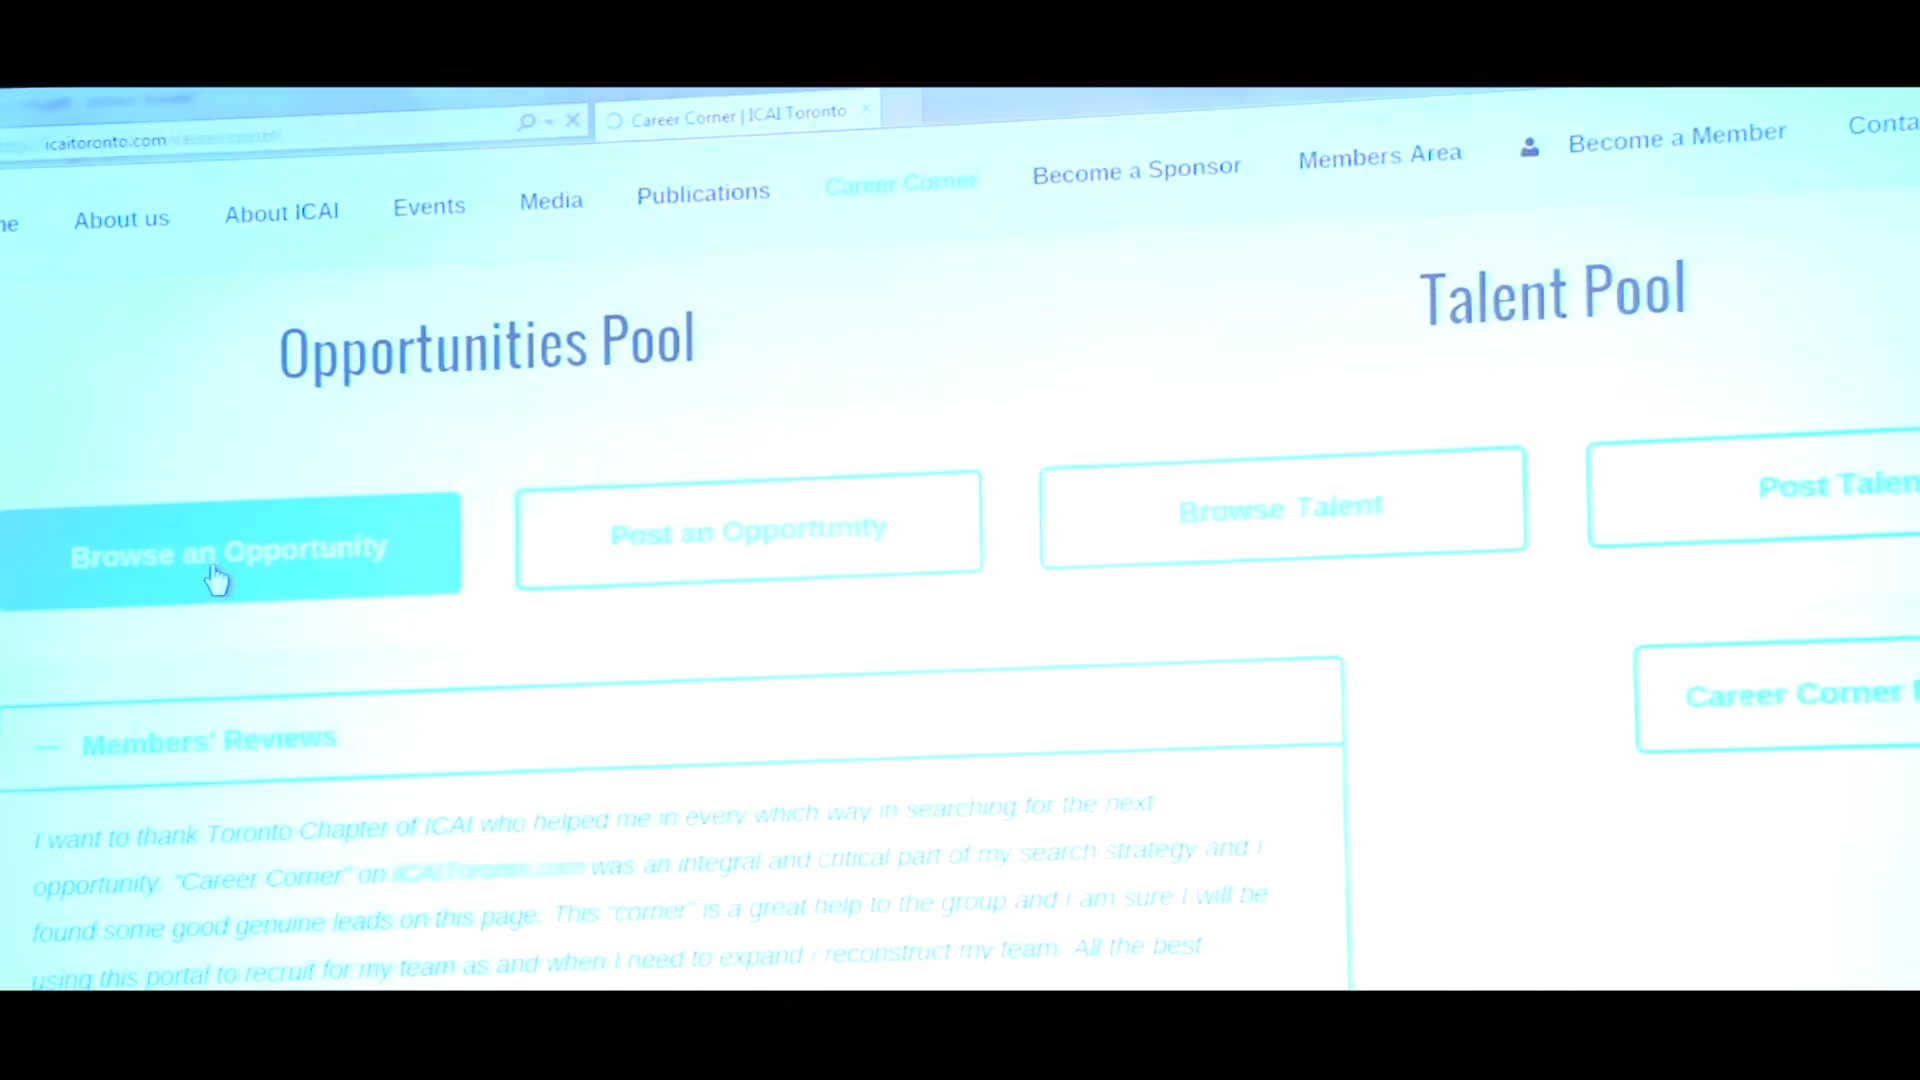 icaitoronto.com
Career Corner | ICAI Toronto
About us
About ICAI
Events
Media
Publications
Career Corner
Become a Sponsor
Members Area
Become a Member
Conta
Opportunities Pool
Talent Pool
Browse an Opportunity
Post an Opportunity
Browse Talent
Post Talen
Career Corner
Members' Reviews
I want to thank Toronto Chapter of ICAI who helped me in every which way in searching for the next
opportunity. "Career Corner" on ICAIToronto.com was an integral and critical part of my search strategy and I
found some good genuine leads on this page. This "corner" is a great help to the group and I am sure I will be
using this portal to recruit for my team as and when I need to expand / reconstruct my team. All the best